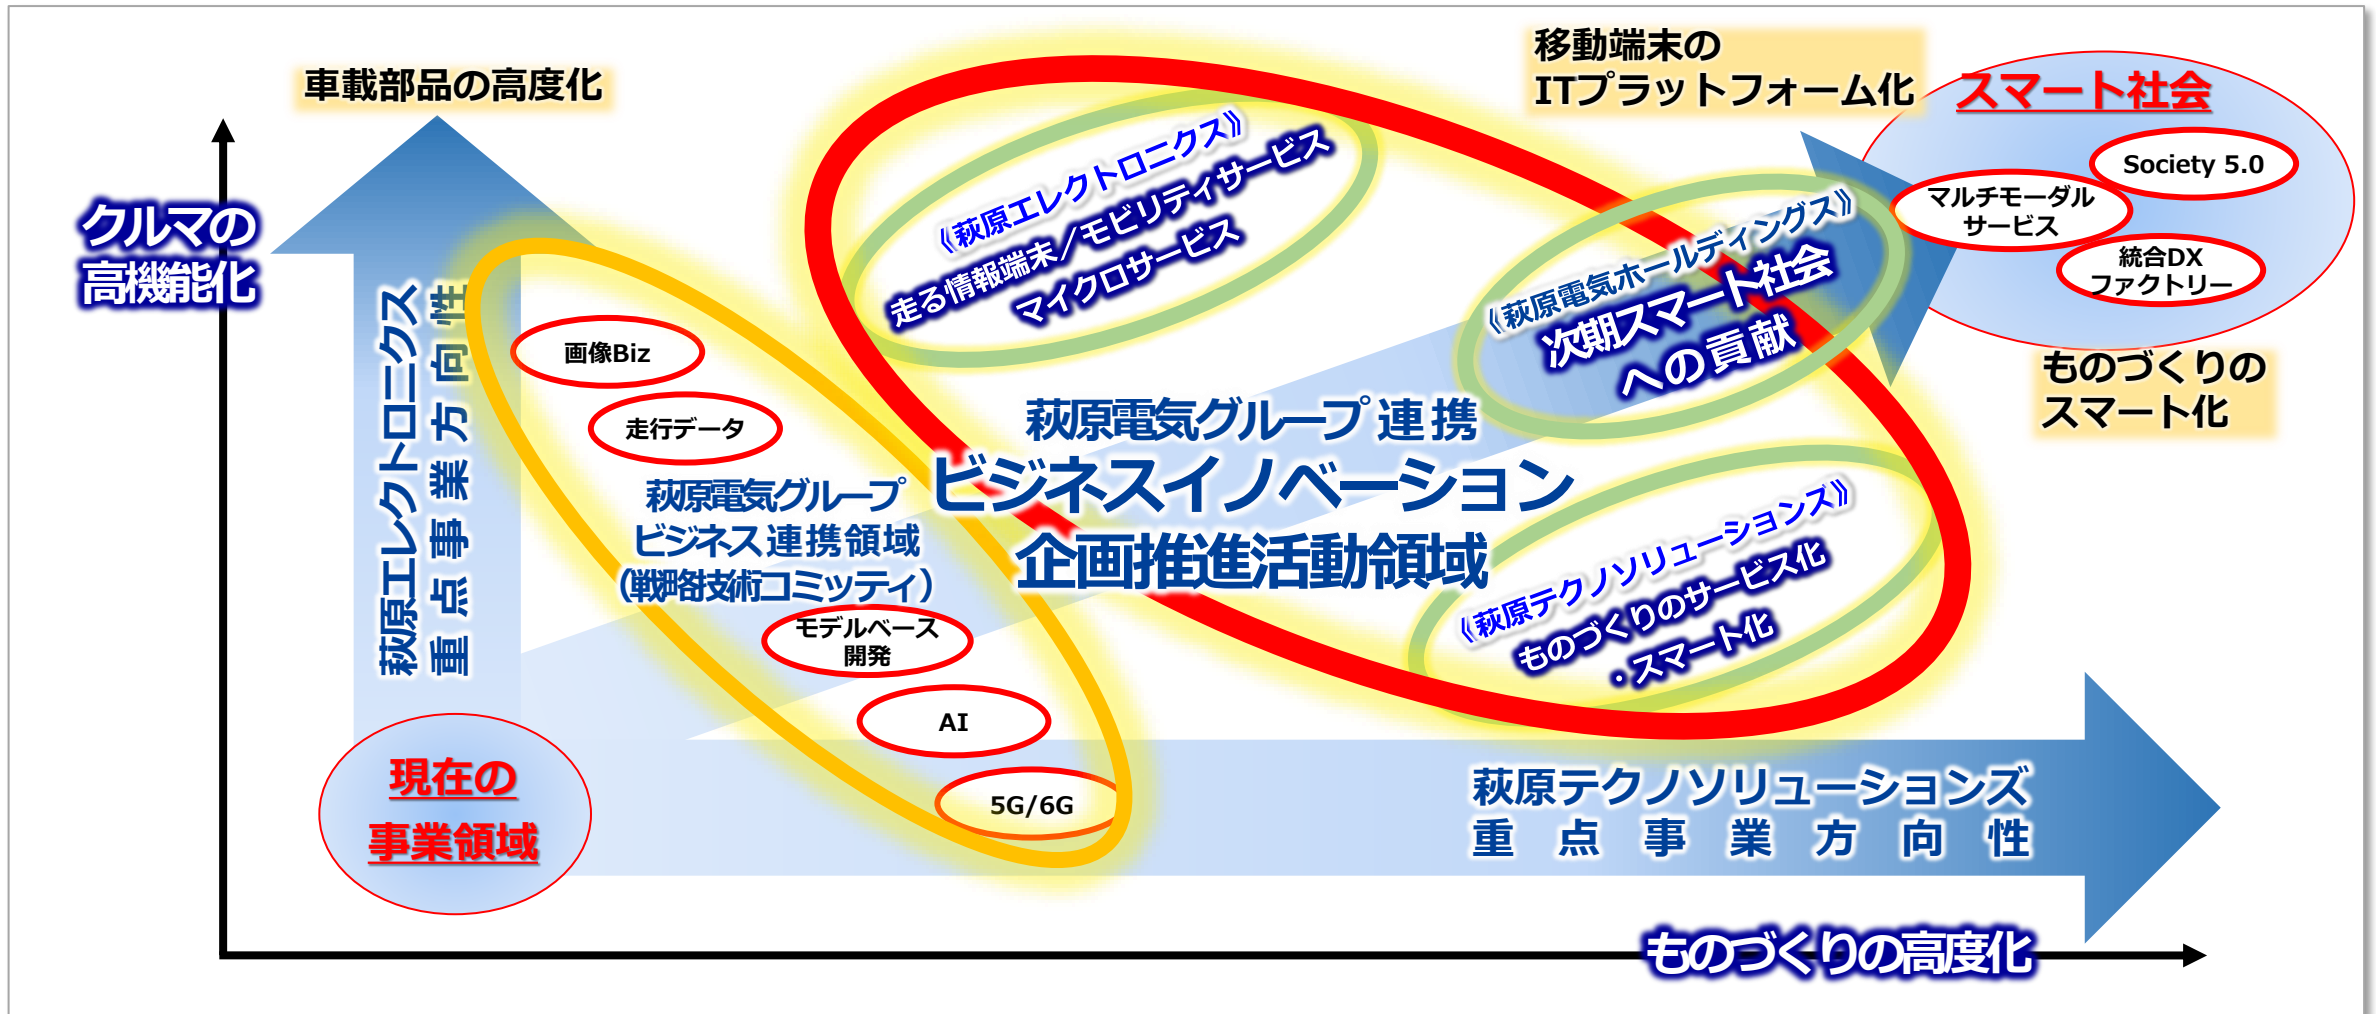 車載部品の高度化
移動端末の
ITプラットフォーム化
スマート社会
Society 5.0
マルチモーダル
サービス
統合DX
ファクトリー
ものづくりの
スマート化
クルマの
高機能化
萩原エレクトロニクス
重点事業方向性
《萩原エレクトロニクス》
走る情報端末／モビリティサービス
マイクロサービス
《萩原電気ホールディングス》
次期スマート社会
への貢献
画像Biz
走行データ
萩原電気グループ
ビジネス連携領域
（戦略技術コミッティ）
モデルベース
開発
AI
5G/6G
萩原電気グループ連携
ビジネスイノベーション
企画推進活動領域
《萩原テクノソリューションズ》
ものづくりのサービス化
・スマート化
現在の
事業領域
萩原テクノソリューションズ
重点事業方向性
ものづくりの高度化